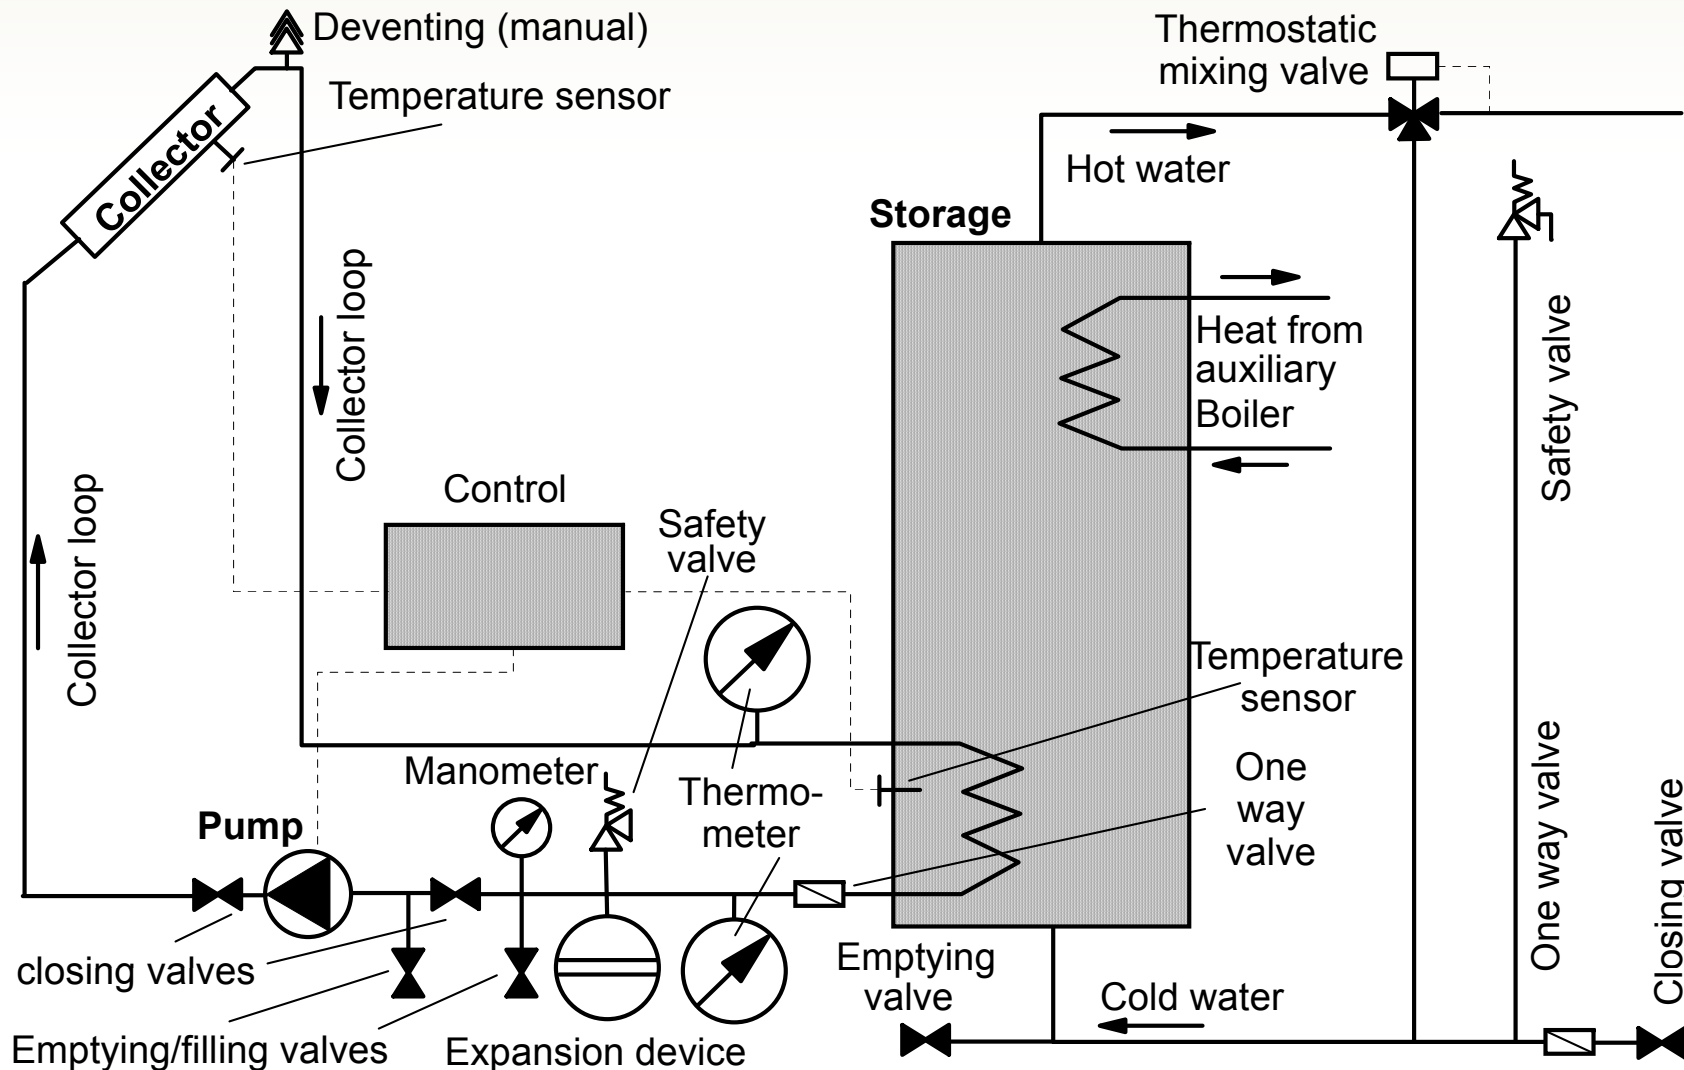 Deventing (manual)
Temperature sensor
Collector
Collector loop
Collector loop
Control
Safety
valve
Manometer
Thermo-
meter
Pump
closing valves
Emptying/filling valves
Expansion device
Thermostatic
mixing valve
Hot water
Storage
Heat from
auxiliary
Boiler
Safety valve
Temperature
sensor
One
way
valve
Emptying
valve
Cold water
One way valve
Closing valve